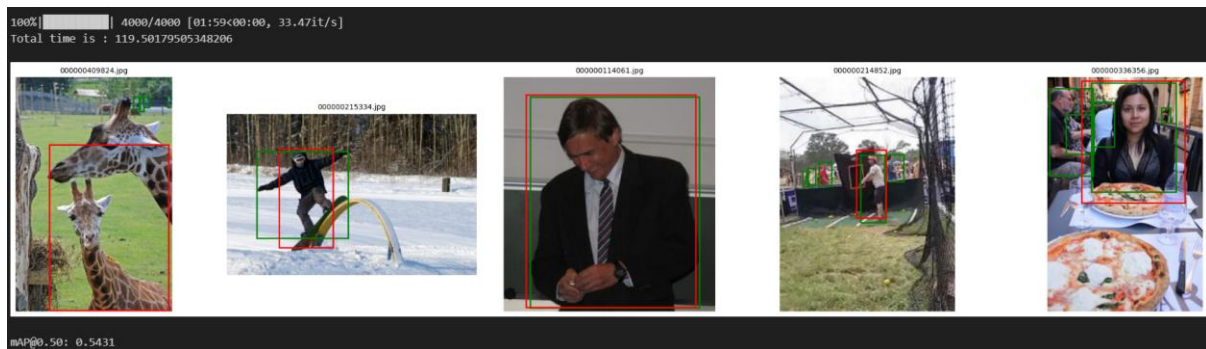 100%|██████████| 4000/4000 [01:59<00:00, 33.47it/s]
Total time is : 119.50179505348206
000000409824.jpg
000000215334.jpg
000000114061.jpg
000000214852.jpg
000000336356.jpg
mAP@0.50: 0.5431